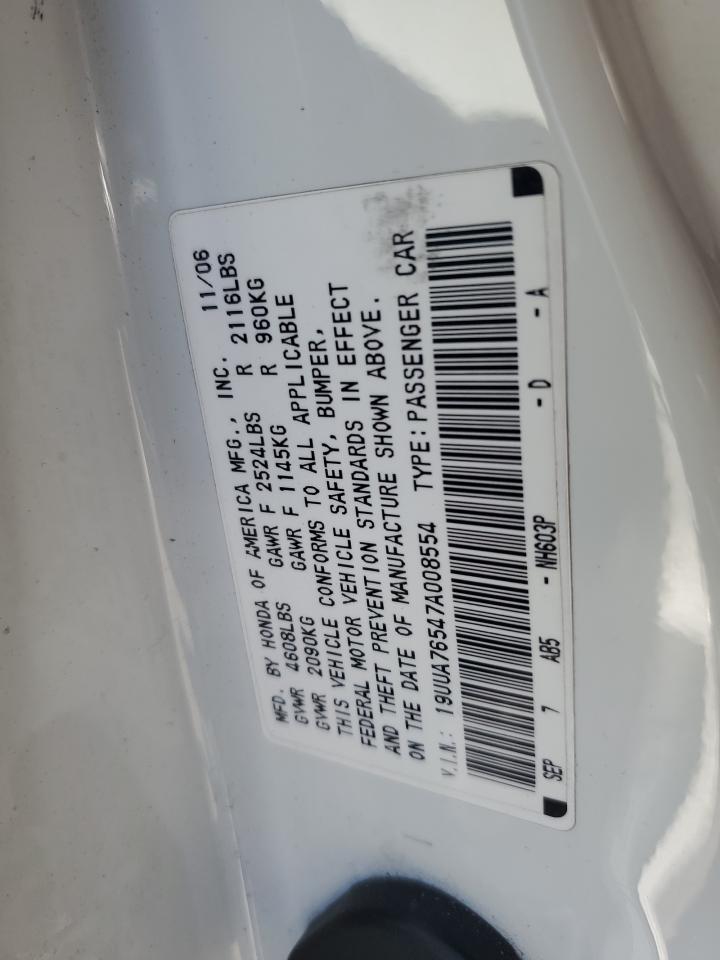 MFD. BY HONDA OF AMERICA MFG., INC. 11/06
GVWR 4608LBS GAWR F 2524LBS R 2116LBS
GVWR 2090KG GAWR F 1145KG R 960KG
THIS VEHICLE CONFORMS TO ALL APPLICABLE
FEDERAL MOTOR VEHICLE SAFETY, BUMPER,
AND THEFT PREVENTION STANDARDS IN EFFECT
ON THE DATE OF MANUFACTURE SHOWN ABOVE.
V.I.N.: 19UUA76547A008554 TYPE: PASSENGER CAR
SEP 7 AB5 - NH603P - D - A